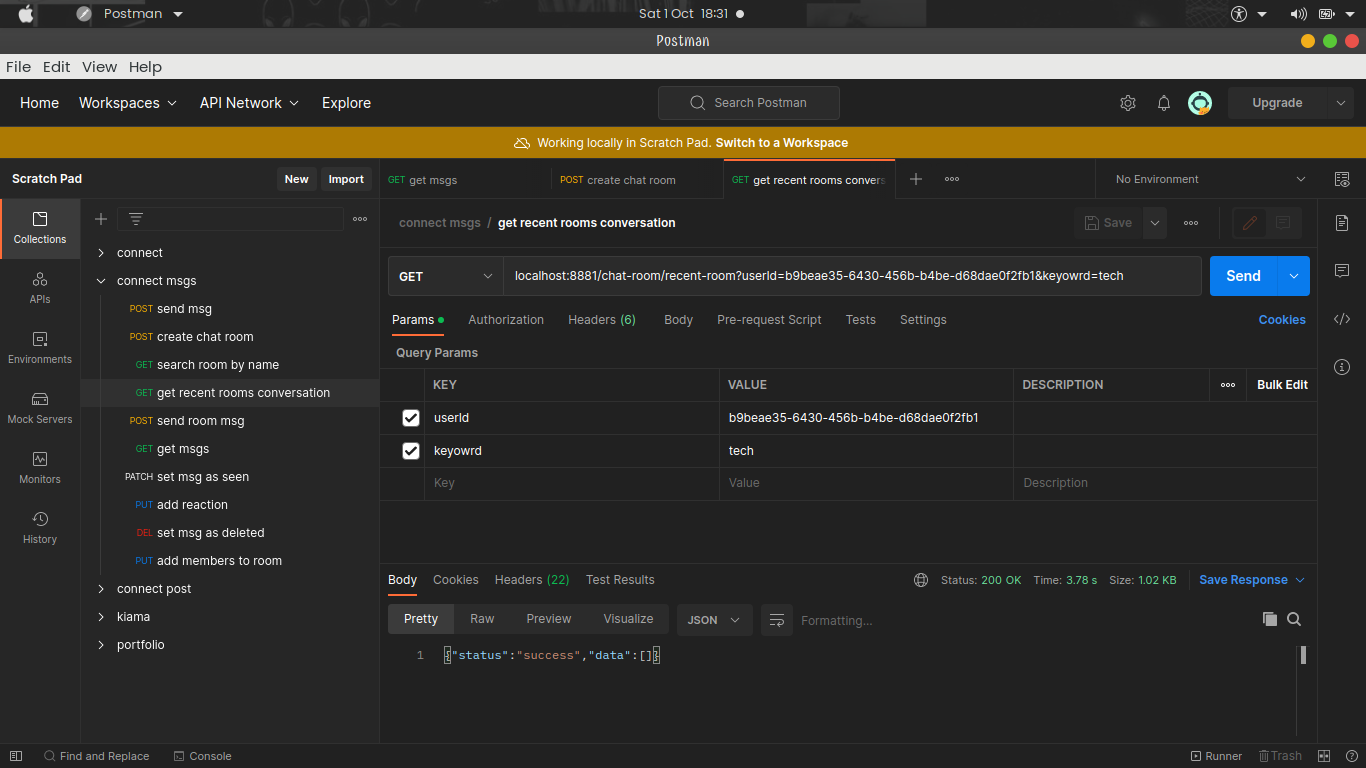 Postman
Sat 1 Oct 18:31
Postman
File Edit View Help
Home Workspaces API Network Explore
Search Postman
Upgrade
Working locally in Scratch Pad. Switch to a Workspace
Scratch Pad
New Import
GET get msgs
POST create chat room
GET get recent rooms convers
No Environment
Collections
APIs
Environments
Mock Servers
Monitors
History
connect
connect msgs
POST send msg
POST create chat room
GET search room by name
GET get recent rooms conversation
POST send room msg
GET get msgs
PATCH set msg as seen
PUT add reaction
DEL set msg as deleted
PUT add members to room
connect post
kiama
portfolio
connect msgs / get recent rooms conversation
Save
GET
localhost:8881/chat-room/recent-room?userId=b9beae35-6430-456b-b4be-d68dae0f2fb1&keyowrd=tech
Send
Params Authorization Headers (6) Body Pre-request Script Tests Settings
Cookies
Query Params
KEY VALUE DESCRIPTION
Bulk Edit
userId b9beae35-6430-456b-b4be-d68dae0f2fb1
keyowrd tech
Key Value Description
Body Cookies Headers (22) Test Results
Status: 200 OK Time: 3.78 s Size: 1.02 KB
Save Response
Pretty Raw Preview Visualize
JSON
Formatting...
1 {"status":"success","data":[]}
Find and Replace Console
Runner Trash